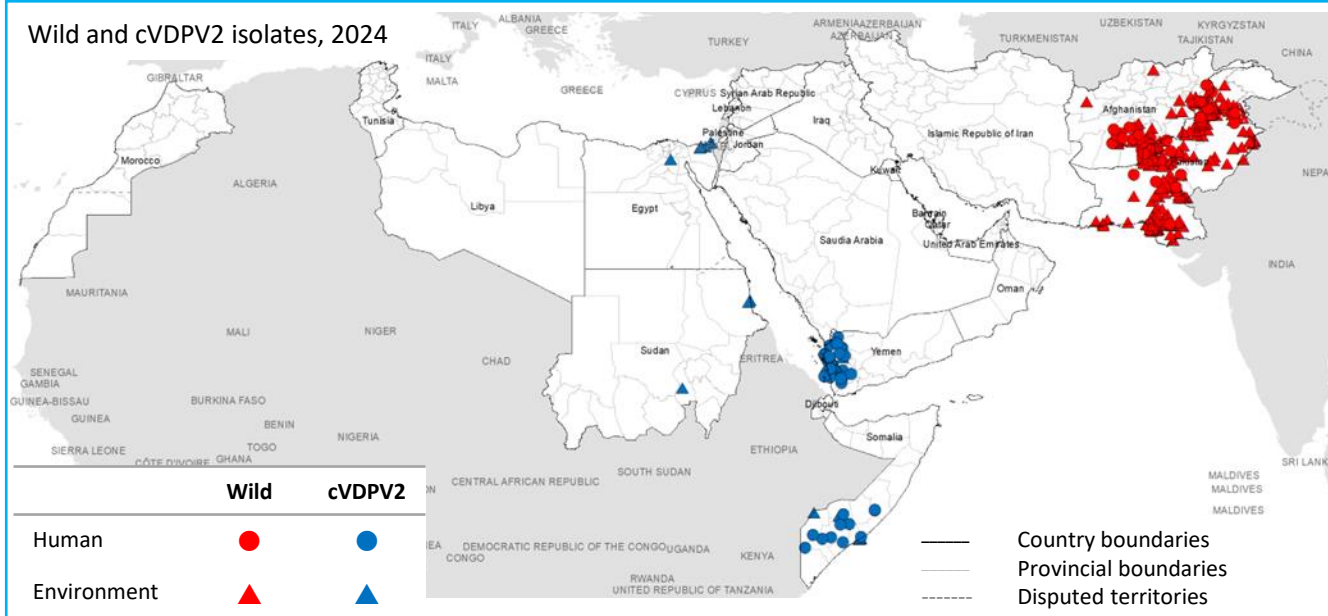 Wild and cVDPV2 isolates, 2024
ITALY
ALBANIA
GREECE
ARMENIA
AZERBAIJAN
AZERBAIJAN
UZBEKISTAN
KYRGYZSTAN
TAJIKISTAN
TURKMENISTAN
TURKEY
CHINA
ITALY
GIBRALTAR
MALTA
GREECE
CYPRUS
Syrian Arab Republic
Lebanon
Afghanistan
Tunisia
Iraq
Islamic Republic of Iran
Palestine
Jordan
Morocco
Kuwait
ALGERIA
NEPA
Libya
Egypt
Bahrain
Qatar
Saudia Arabia
United Arab Emirates
INDIA
MAURITANIA
Oman
MALI
NIGER
CHAD
Sudan
ERITREA
Yemen
SENEGAL
GAMBIA
GUINEA-BISSAU
BURKINA FASO
Djibouti
GUINEA
BENIN
NIGERIA
Somalia
SIERRA LEONE
TOGO
GHANA
CÔTE D'IVOIRE
ETHIOPIA
SOUTH SUDAN
SRI LANK
CENTRAL AFRICAN REPUBLIC
MALDIVES
MALDIVES
MALDIVES
DEMOCRATIC REPUBLIC OF THE CONGO
UGANDA
KENYA
CONGO
RWANDA
UNITED REPUBLIC OF TANZANIA
Wild cVDPV2
Human
Environment
Country boundaries
Provincial boundaries
Disputed territories